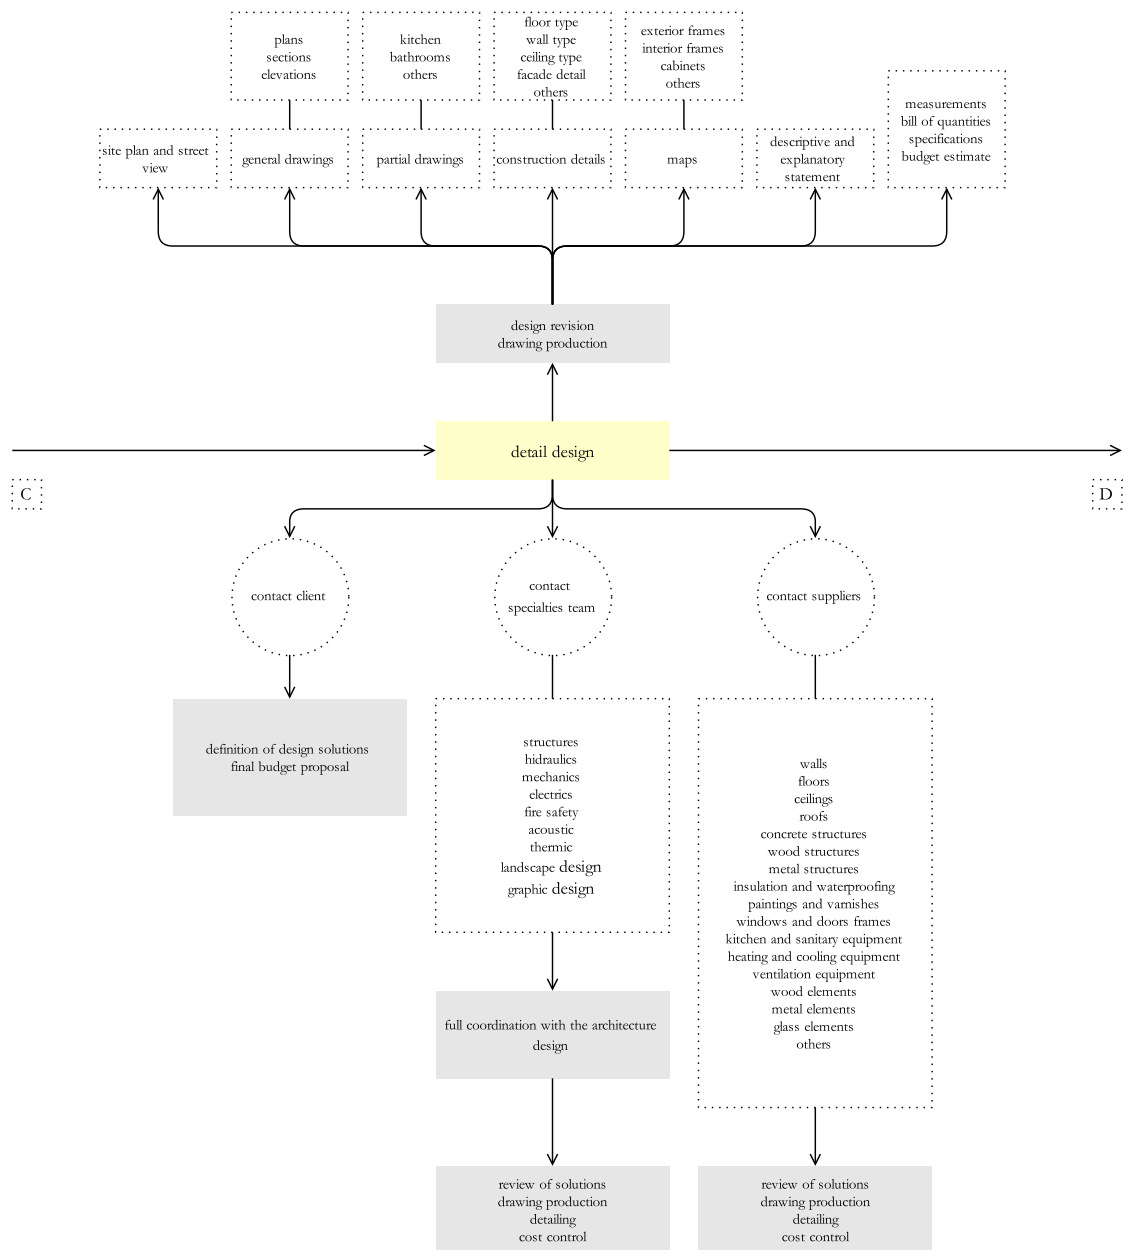 plans
sections
elevations
kitchen
bathrooms
others
floor type
wall type
ceiling type
facade detail
others
exterior frames
interior frames
cabinets
others
measurements
bill of quantities
specifications
budget estimate
site plan and street
view
general drawings
partial drawings
construction details
maps
descriptive and
explanatory
statement
design revision
drawing production
detail design
C
D
contact client
contact
specialties team
contact suppliers
definition of design solutions
final budget proposal
structures
hidraulics
mechanics
electrics
fire safety
acoustic
thermic
landscape design
graphic design
walls
floors
ceilings
roofs
concrete structures
wood structures
metal structures
insulation and waterproofing
paintings and varnishes
windows and doors frames
kitchen and sanitary equipment
heating and cooling equipment
ventilation equipment
wood elements
metal elements
glass elements
others
full coordination with the architecture
design
review of solutions
drawing production
detailing
cost control
review of solutions
drawing production
detailing
cost control